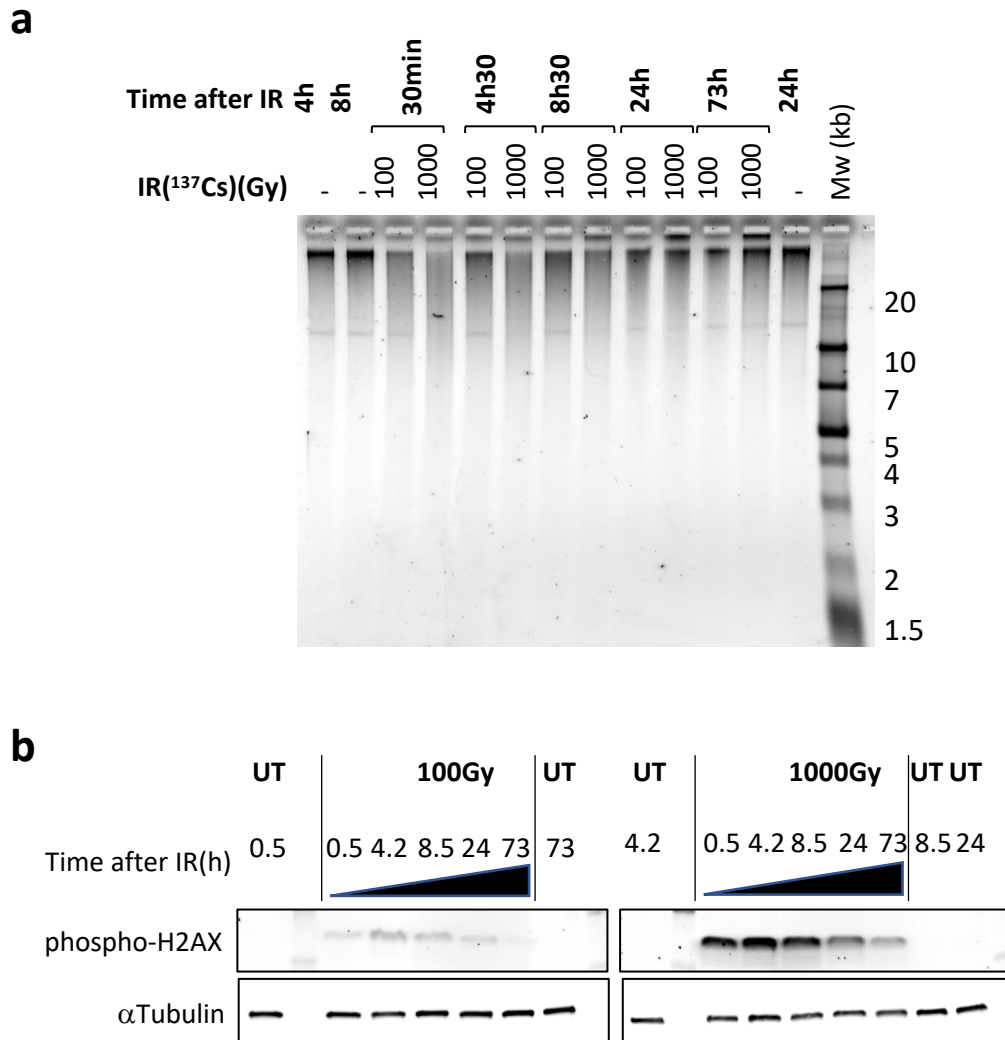 a
Time after IR 4h 8h 30min 4h30 8h30 24h 73h 24h Mw (kb)
IR(¹³⁷Cs)(Gy) - - 100 1000 100 1000 100 1000 100 1000 100 1000 -
20
10
7
5
4
3
2
1.5
b
UT 100Gy UT UT 1000Gy UT UT
Time after IR(h) 0.5 0.5 4.2 8.5 24 73 73 4.2 0.5 4.2 8.5 24 73 8.5 24
phospho-H2AX
αTubulin